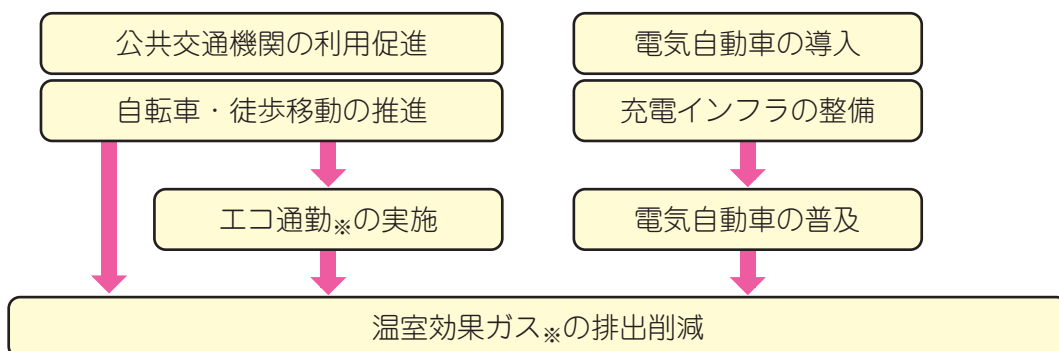 公共交通機関の利用促進
電気自動車の導入
自転車・徒歩移動の推進
充電インフラの整備
エコ通勤※の実施
電気自動車の普及
温室効果ガス※の排出削減